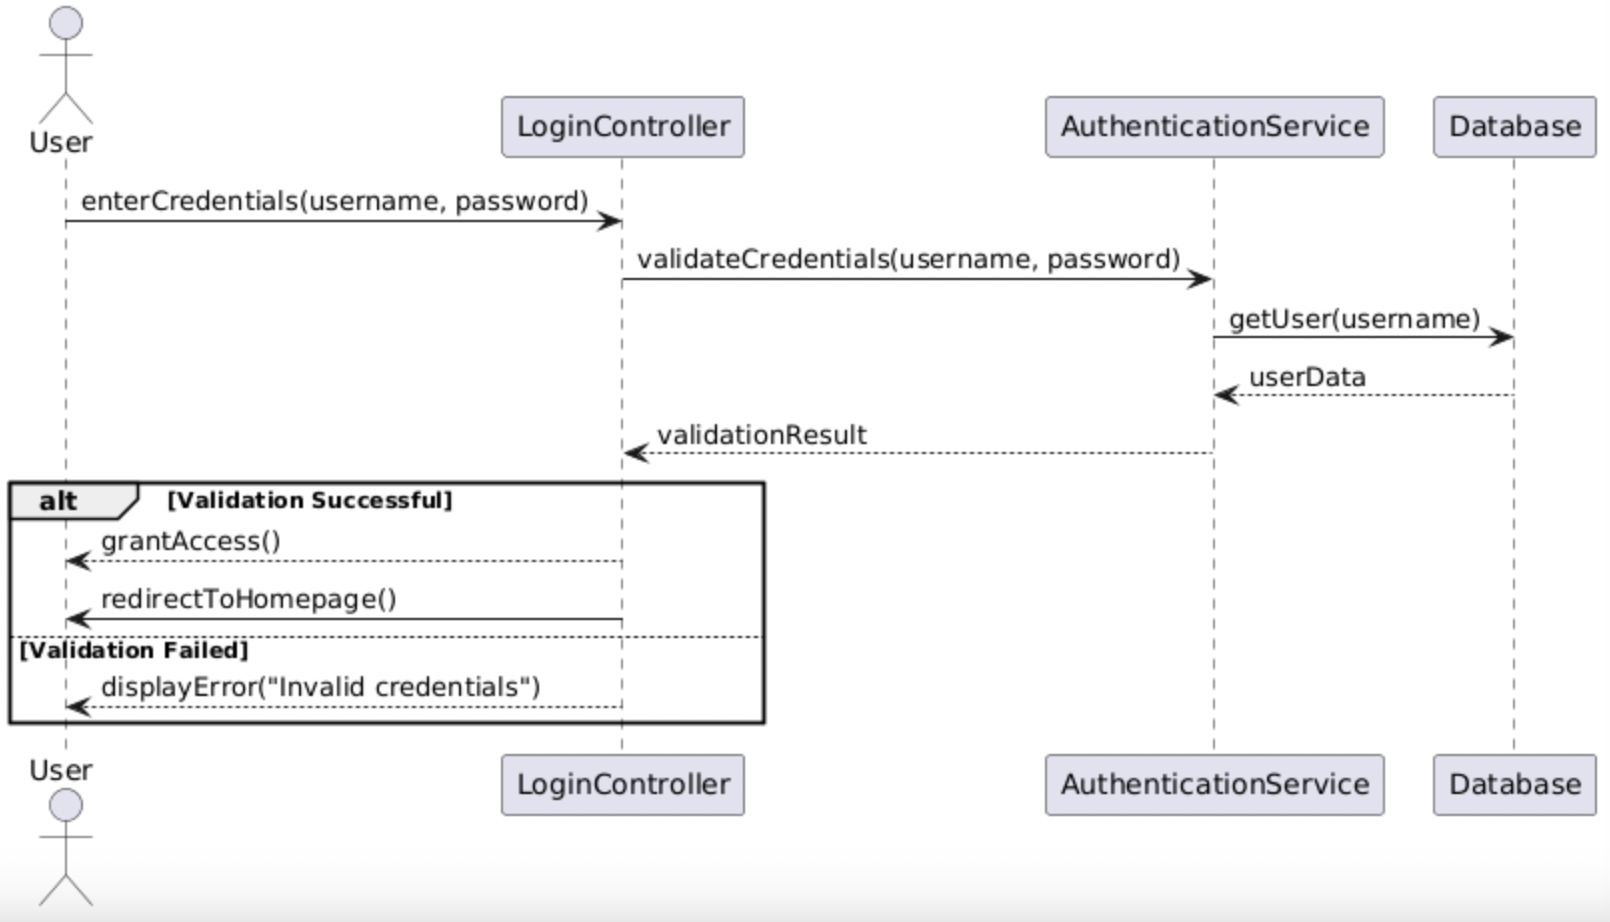 User
LoginController
AuthenticationService
Database
enterCredentials(username, password)
validateCredentials(username, password)
getUser(username)
userData
validationResult
alt [Validation Successful]
grantAccess()
redirectToHomepage()
[Validation Failed]
displayError("Invalid credentials")
User
LoginController
AuthenticationService
Database